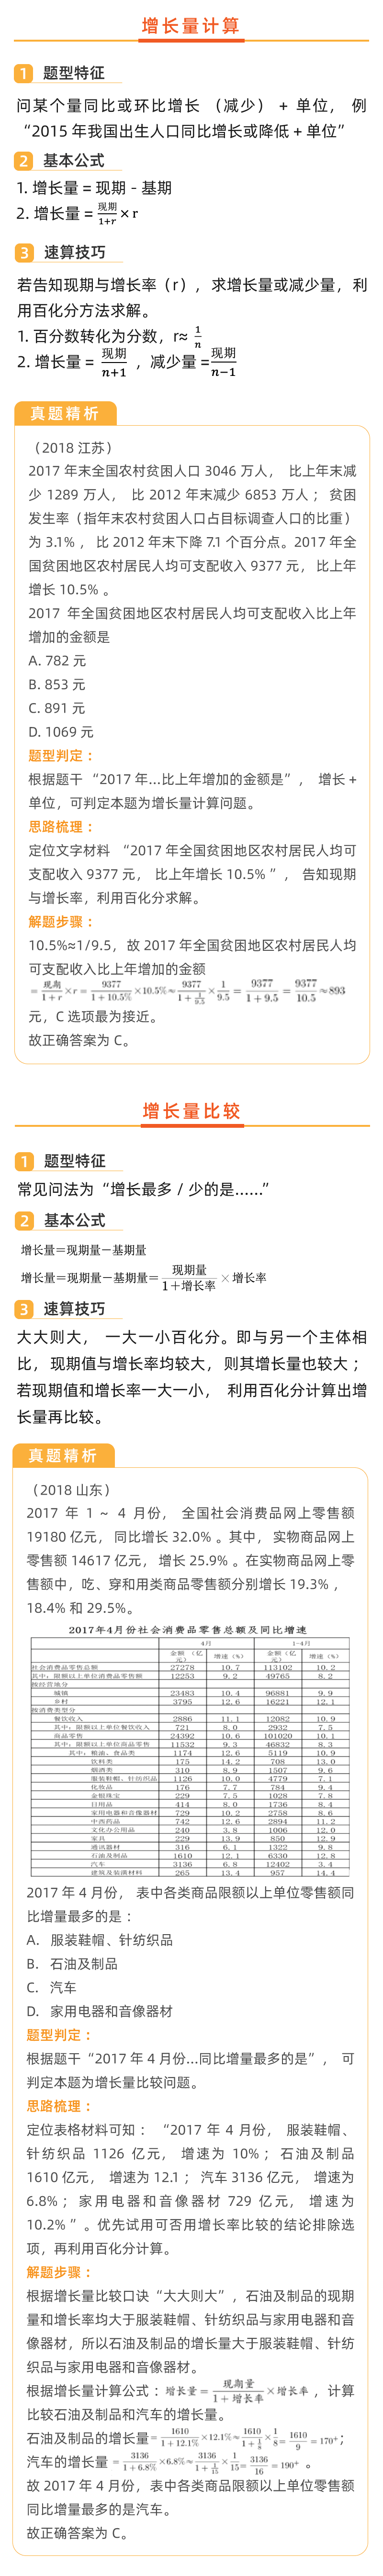 增长量计算
1 题型特征
问某个量同比或环比增长 （减少） + 单位， 例
“2015 年我国出生人口同比增长或降低 + 单位”
2 基本公式
1. 增长量 = 现期 - 基期
2. 增长量 = 现期/1+r × r
3 速算技巧
若告知现期与增长率（r），求增长量或减少量，利
用百化分方法求解。
1. 百分数转化为分数，r≈ 1/n
2. 增长量 = 现期/n+1 ，减少量 = 现期/n−1
真题精析
（2018 江苏）
2017 年末全国农村贫困人口 3046 万人， 比上年末减
少 1289 万人， 比 2012 年末减少 6853 万人； 贫困
发生率（指年末农村贫困人口占目标调查人口的比重）
为 3.1% ， 比 2012 年末下降 7.1 个百分点。2017 年全
国贫困地区农村居民人均可支配收入 9377 元， 比上年
增长 10.5% 。
2017 年全国贫困地区农村居民人均可支配收入比上年
增加的金额是
A. 782 元
B. 853 元
C. 891 元
D. 1069 元
题型判定：
根据题干 “2017 年...比上年增加的金额是” ， 增长 +
单位，可判定本题为增长量计算问题。
思路梳理：
定位文字材料 “2017 年全国贫困地区农村居民人均可
支配收入 9377 元， 比上年增长 10.5% ” ， 告知现期
与增长率，利用百化分求解。
解题步骤：
10.5%≈1/9.5，故 2017 年全国贫困地区农村居民人均
可支配收入比上年增加的金额
= 现期/1+r ×r = 9377/1+10.5% ×10.5%≈ 9377/1+1/9.5 × 1/9.5 = 9377/1+9.5 = 9377/10.5 ≈893
元，C 选项最为接近。
故正确答案为 C。
增长量比较
1 题型特征
常见问法为 “增长最多 / 少的是......”
2 基本公式
增长量＝现期量－基期量
增长量＝现期量－基期量＝ 现期量/1＋增长率 ×增长率
3 速算技巧
大大则大， 一大一小百化分。即与另一个主体相
比，现期值与增长率均较大，则其增长量也较大；
若现期值和增长率一大一小， 利用百化分计算出增
长量再比较。
真题精析
（2018 山东）
2017 年 1 ~ 4 月份， 全国社会消费品网上零售额
19180 亿元， 同比增长 32.0% 。其中， 实物商品网上
零售额 14617 亿元， 增长 25.9% 。在实物商品网上零
售额中，吃、穿和用类商品零售额分别增长 19.3% ，
18.4% 和 29.5%。
2017年4月份社会消费品零售总额及同比增速
4月 1-4月
金额（亿元） 增速（%） 金额（亿元） 增速（%）
社会消费品零售总额 27278 10.7 113102 10.2
其中：限额以上单位消费品零售额 12253 9.2 49765 8.2
按经营地分
城镇 23483 10.4 96881 9.9
乡村 3795 12.6 16221 12.1
按消费类型分
餐饮收入 2886 11.1 12082 10.9
其中：限额以上单位餐饮收入 721 8.0 2932 7.5
商品零售 24392 10.6 101020 10.1
其中：限额以上单位商品零售 11532 9.3 46832 8.3
其中：粮油、食品类 1174 12.6 5119 10.9
饮料类 175 14.2 708 13.0
烟酒类 310 8.9 1507 9.6
服装鞋帽、针纺织品 1126 10.0 4779 7.1
化妆品 176 7.7 784 9.4
金银珠宝 229 7.5 1028 7.8
日用品 414 8.0 1736 8.4
家用电器和音像器材 729 10.2 2758 8.6
中西药品 742 12.6 2894 11.2
文化办公用品 240 3.8 1006 12.0
家具 229 13.9 850 12.9
通讯器材 316 6.1 1322 9.8
石油及制品 1610 12.1 6330 12.8
汽车 3136 6.8 12402 3.4
建筑及装潢材料 265 13.4 957 14.4
2017 年 4 月份， 表中各类商品限额以上单位零售额同
比增量最多的是：
A. 服装鞋帽、针纺织品
B. 石油及制品
C. 汽车
D. 家用电器和音像器材
题型判定：
根据题干 “2017 年 4 月份...同比增量最多的是” ， 可
判定本题为增长量比较问题。
思路梳理：
定位表格材料可知： “2017 年 4 月份， 服装鞋帽、
针纺织品 1126 亿元， 增速为 10%；石油及制品
1610 亿元， 增速为 12.1 ； 汽车 3136 亿元， 增速为
6.8%；家用电器和音像器材 729 亿元， 增速为
10.2% ” 。优先试用可否用增长率比较的结论排除选
项，再利用百化分计算。
解题步骤：
根据增长量比较口诀 “大大则大” ，石油及制品的现期
量和增长率均大于服装鞋帽、针纺织品与家用电器和音
像器材，所以石油及制品的增长量大于服装鞋帽、针纺
织品与家用电器和音像器材。
根据增长量计算公式：增长量= 现期量/1+增长率 ×增长率 ，计算
比较石油及制品和汽车的增长量。
石油及制品的增长量= 1610/1+12.1% ×12.1%≈ 1610/1+1/8 × 1/8 = 1610/9 = 170⁺；
汽车的增长量 = 3136/1+6.8% ×6.8%≈ 3136/1+1/15 × 1/15 = 3136/16 = 190⁺ 。
故 2017 年 4 月份，表中各类商品限额以上单位零售额
同比增量最多的是汽车。
故正确答案为 C。